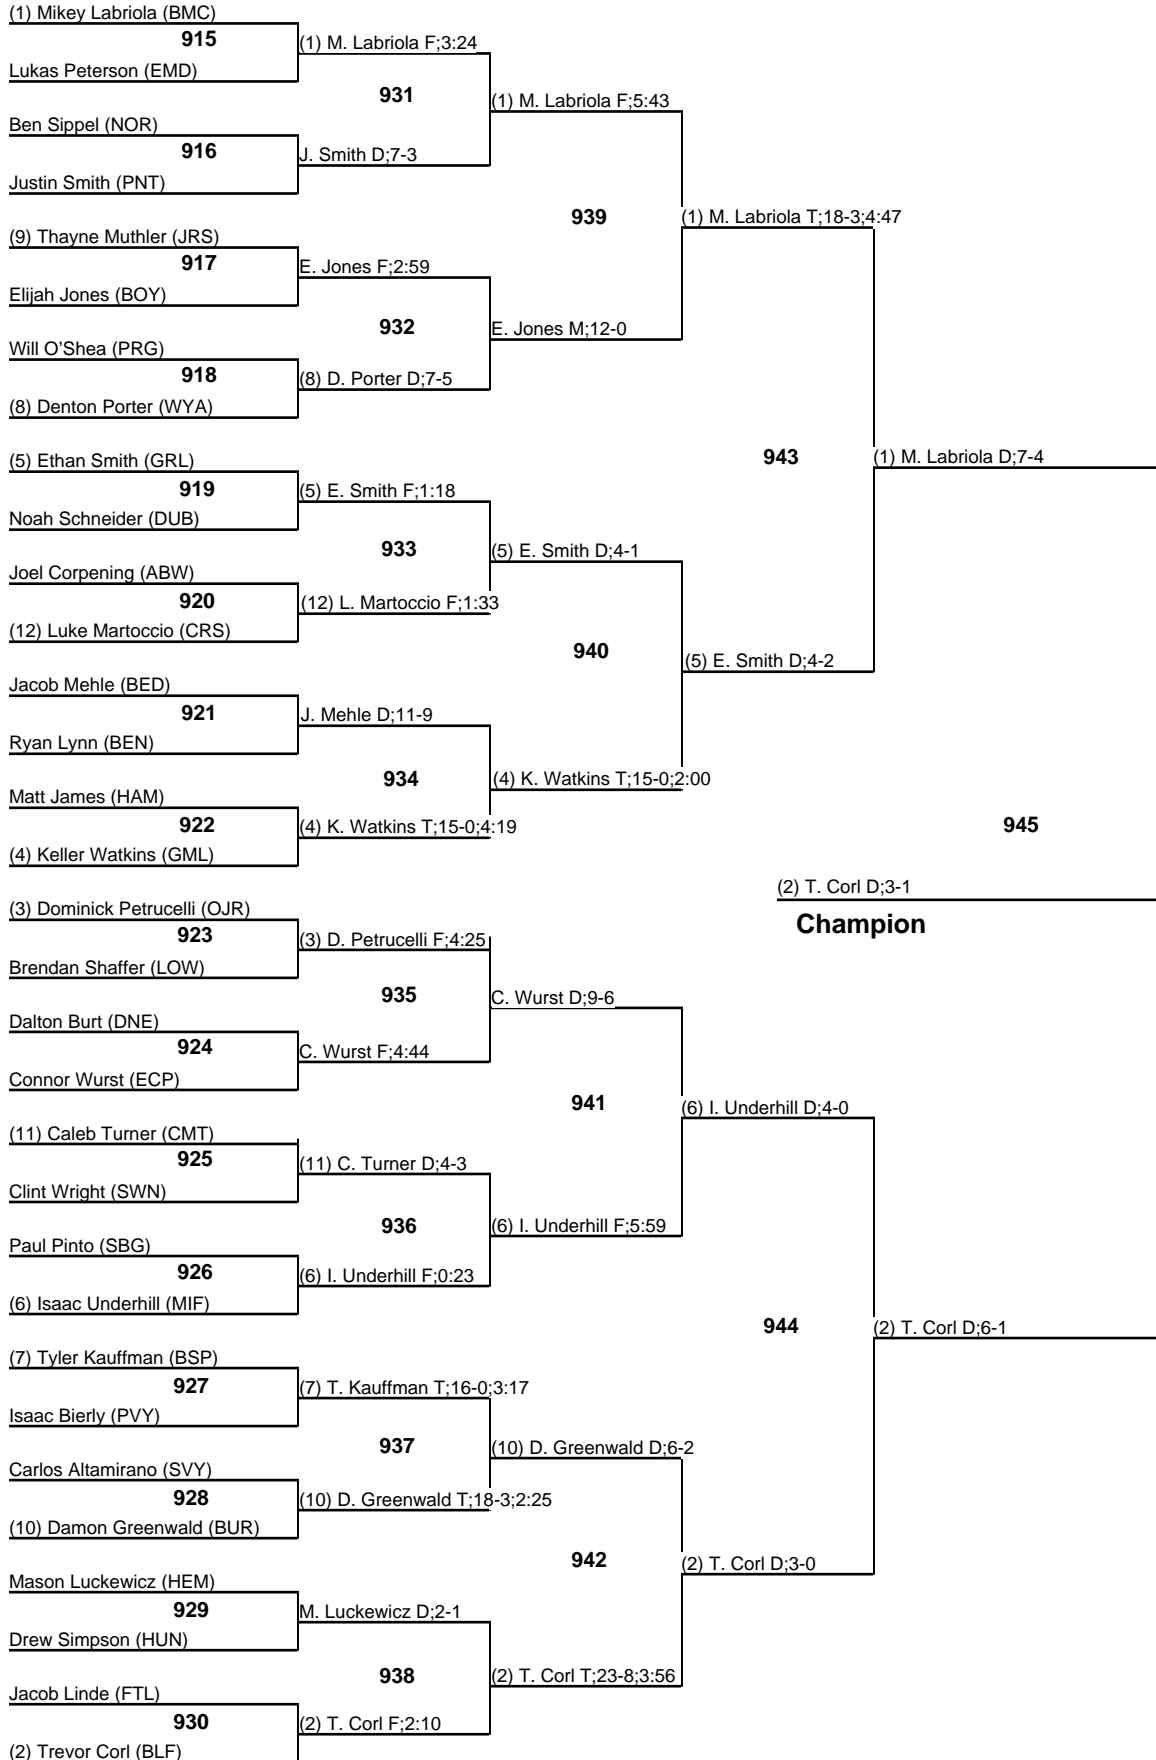 (1) Mikey Labriola (BMC)
915
(1) M. Labriola F;3:24
Lukas Peterson (EMD)
931
(1) M. Labriola F;5:43
Ben Sippel (NOR)
916
J. Smith D;7-3
Justin Smith (PNT)
939
(1) M. Labriola T;18-3;4:47
(9) Thayne Muthler (JRS)
917
E. Jones F;2:59
Elijah Jones (BOY)
932
E. Jones M;12-0
Will O'Shea (PRG)
918
(8) D. Porter D;7-5
(8) Denton Porter (WYA)
943
(1) M. Labriola D;7-4
(5) Ethan Smith (GRL)
919
(5) E. Smith F;1:18
Noah Schneider (DUB)
933
(5) E. Smith D;4-1
Joel Corpening (ABW)
920
(12) L. Martoccio F;1:33
(12) Luke Martoccio (CRS)
940
(5) E. Smith D;4-2
Jacob Mehle (BED)
921
J. Mehle D;11-9
Ryan Lynn (BEN)
934
(4) K. Watkins T;15-0;2:00
Matt James (HAM)
922
(4) K. Watkins T;15-0;4:19
(4) Keller Watkins (GML)
945
(2) T. Corl D;3-1
Champion
(3) Dominick Petrucelli (OJR)
923
(3) D. Petrucelli F;4:25
Brendan Shaffer (LOW)
935
C. Wurst D;9-6
Dalton Burt (DNE)
924
C. Wurst F;4:44
Connor Wurst (ECP)
941
(6) I. Underhill D;4-0
(11) Caleb Turner (CMT)
925
(11) C. Turner D;4-3
Clint Wright (SWN)
936
(6) I. Underhill F;5:59
Paul Pinto (SBG)
926
(6) I. Underhill F;0:23
(6) Isaac Underhill (MIF)
944
(2) T. Corl D;6-1
(7) Tyler Kauffman (BSP)
927
(7) T. Kauffman T;16-0;3:17
Isaac Bierly (PVY)
937
(10) D. Greenwald D;6-2
Carlos Altamirano (SVY)
928
(10) D. Greenwald T;18-3;2:25
(10) Damon Greenwald (BUR)
942
(2) T. Corl D;3-0
Mason Luckewicz (HEM)
929
M. Luckewicz D;2-1
Drew Simpson (HUN)
938
(2) T. Corl T;23-8;3:56
Jacob Linde (FTL)
930
(2) T. Corl F;2:10
(2) Trevor Corl (BLF)